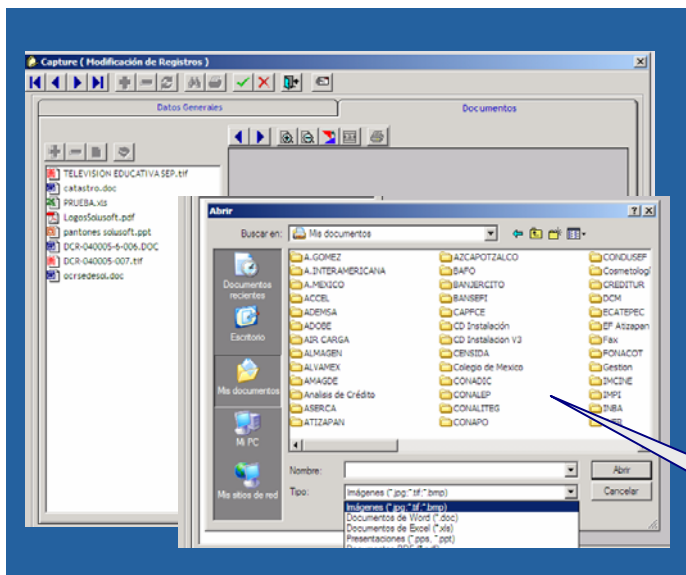 Capture ( Modificación de Registros )
Datos Generales
Documentos
TELEVISION EDUCATIVA SEP.tif
catastro.doc
PRUEBA.xls
LogosSolusoft.pdf
pantones solusoft.ppt
DCR-040005-6-006.DOC
DCR-040005-007.tif
ocrsedesol.doc
Abrir
Buscar en:
Mis documentos
Documentos recientes
Escritorio
Mis documentos
Mi PC
Mis sitios de red
A.GOMEZ
A.INTERAMERICANA
A.MEXICO
ACCEL
ADEMSA
ADOBE
AIR CARGA
ALMAGEN
ALVAMEX
AMAGDE
Analisis de Crédito
ASERCA
ATIZAPAN
AZCAPOTZALCO
BAFO
BANJERCITO
BANSEFI
CAPFCE
CD Instalación
CD Instalacion V3
CENSIDA
Colegio de Mexico
CONADIC
CONALEP
CONALITEG
CONAPO
CONDUSEF
Cosmetologí
CREDITUR
DCM
ECATEPEC
EF Atizapan
Fax
FONACOT
Gestion
IMCINE
IMPI
INBA
Nombre:
Abrir
Tipo:
Imágenes (*.jpg;*.tif;*.bmp)
Cancelar
Imágenes (*.jpg;*.tif;*.bmp)
Documentos de Word (*.doc)
Documentos de Excel (*.xls)
Presentaciones (*.pps, *.ppt)